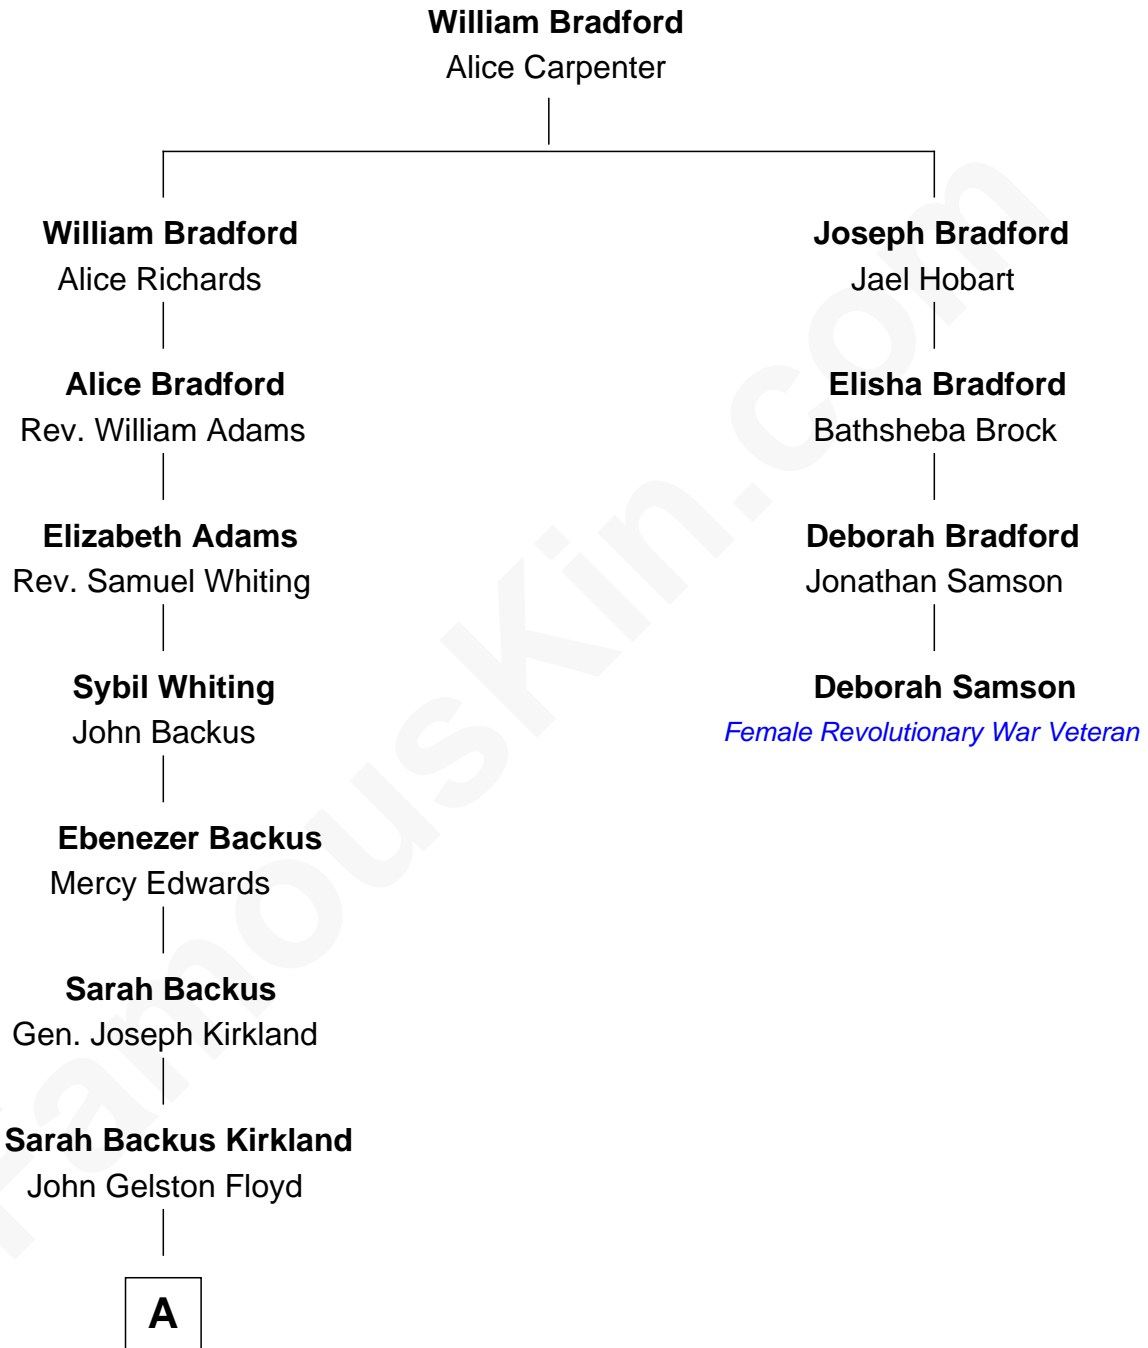 William Bradford
Alice Carpenter
William Bradford
Alice Richards
Joseph Bradford
Jael Hobart
Alice Bradford
Rev. William Adams
Elisha Bradford
Bathsheba Brock
Elizabeth Adams
Rev. Samuel Whiting
Deborah Bradford
Jonathan Samson
Sybil Whiting
John Backus
Deborah Samson
Female Revolutionary War Veteran
Ebenezer Backus
Mercy Edwards
Sarah Backus
Gen. Joseph Kirkland
Sarah Backus Kirkland
John Gelston Floyd
A
FamousKin.com